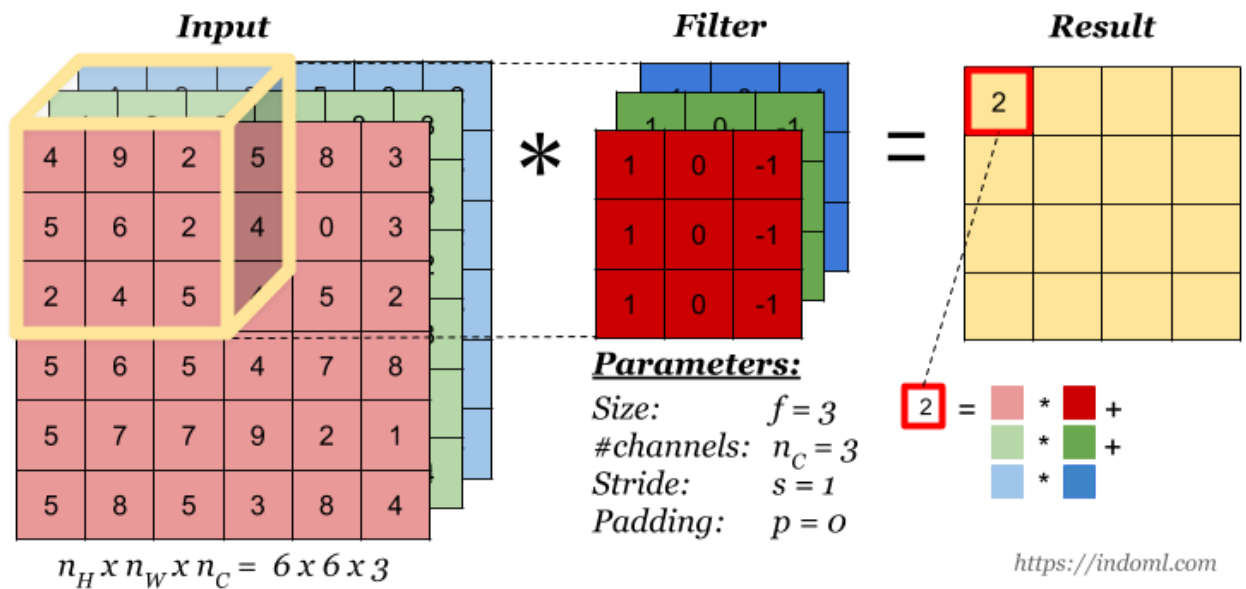 Input Filter Result
4 9 2 5 8 3
5 6 2 4 0 3
2 4 5 5 2
5 6 5 4 7 8
5 7 7 9 2 1
5 8 5 3 8 4
n_H x n_W x n_C = 6 x 6 x 3
*
1 0 -1
1 0 -1
1 0 -1
1 0 -1
Parameters:
Size: f = 3
#channels: n_C = 3
Stride: s = 1
Padding: p = 0
=
2
2 = * +
* +
*
https://indoml.com